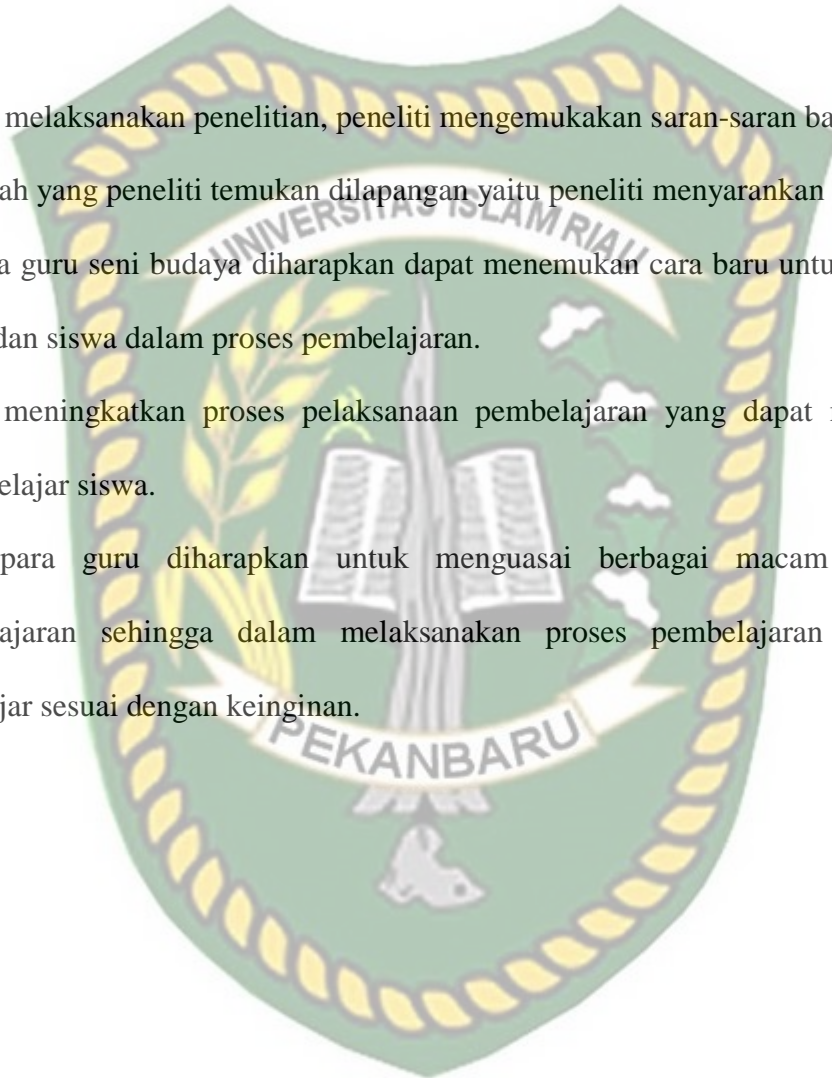 melaksanakan penelitian, peneliti mengemukakan saran-saran ba
ah yang peneliti temukan dilapangan yaitu peneliti menyarankan
UNIVERSITAS ISLAM RIAU
a guru seni budaya diharapkan dapat menemukan cara baru untu
dan siswa dalam proses pembelajaran.
meningkatkan proses pelaksanaan pembelajaran yang dapat
elajar siswa.
para guru diharapkan untuk menguasai berbagai macam
ajaran sehingga dalam melaksanakan proses pembelajaran
jar sesuai dengan keinginan.
PEKANBARU